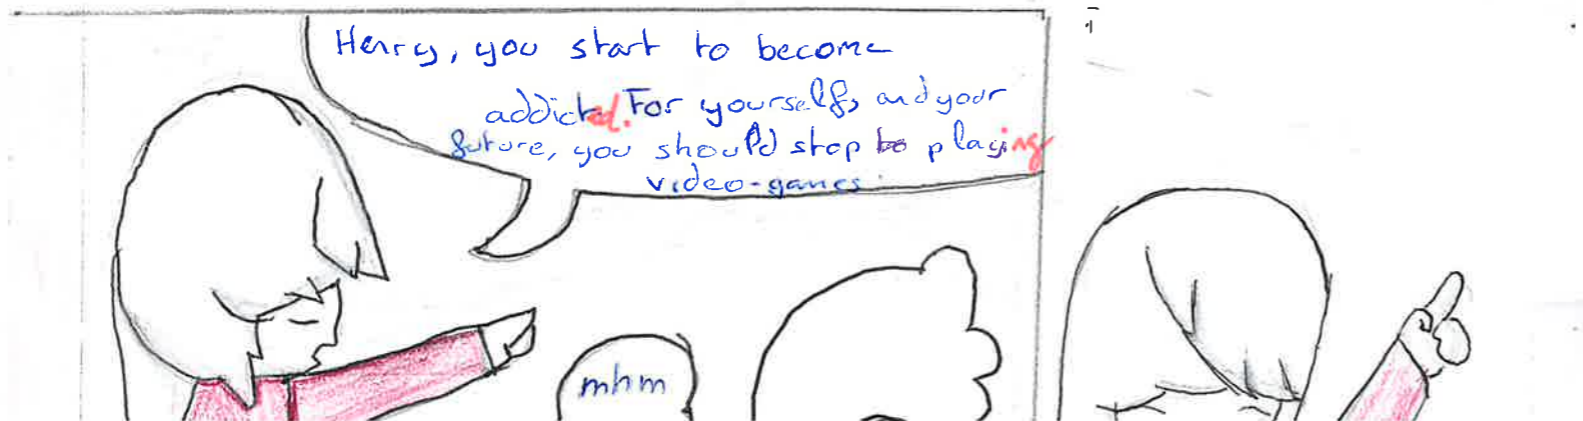 Henry, you start to become
addicted. For yourself, and your
future, you should stop to playing
video-games.
mhm